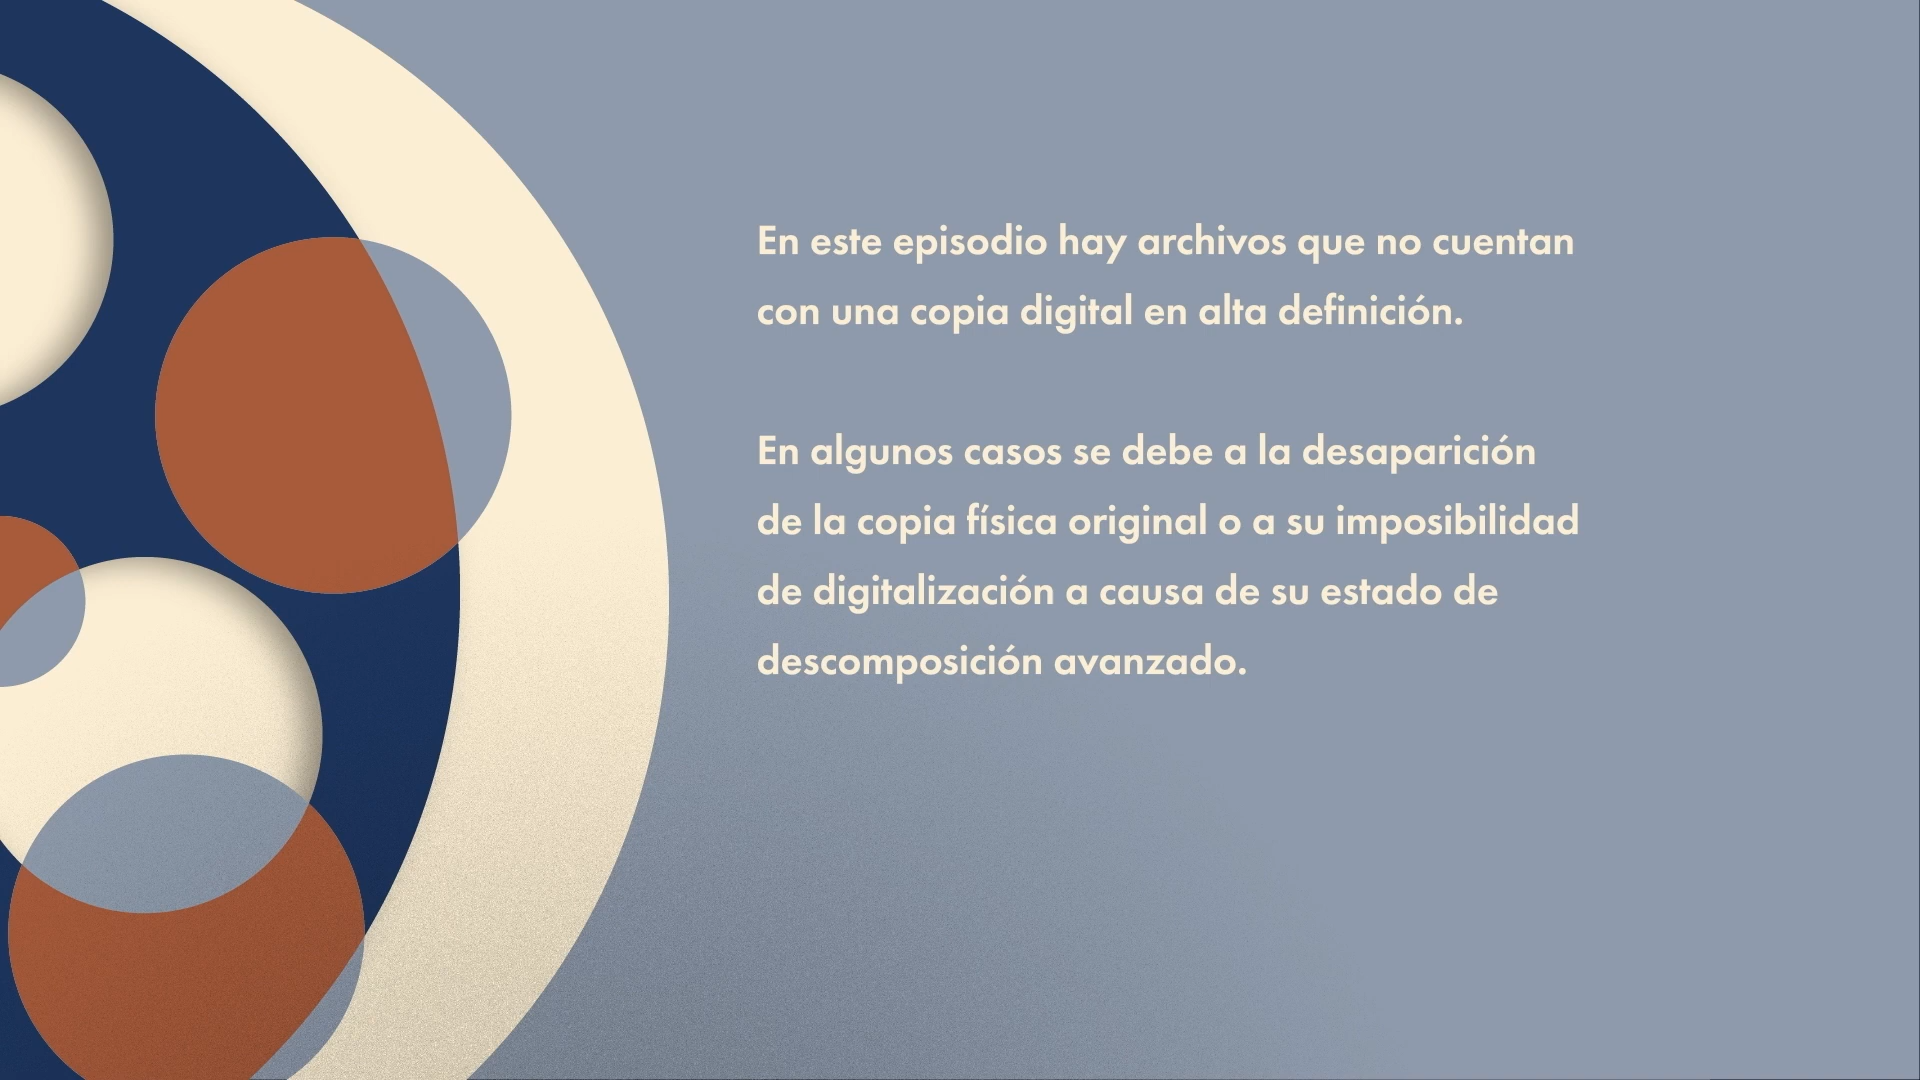 En este episodio hay archivos que no cuentan
con una copia digital en alta definición.
En algunos casos se debe a la desaparición
de la copia física original o a su imposibilidad
de digitalización a causa de su estado de
descomposición avanzado.